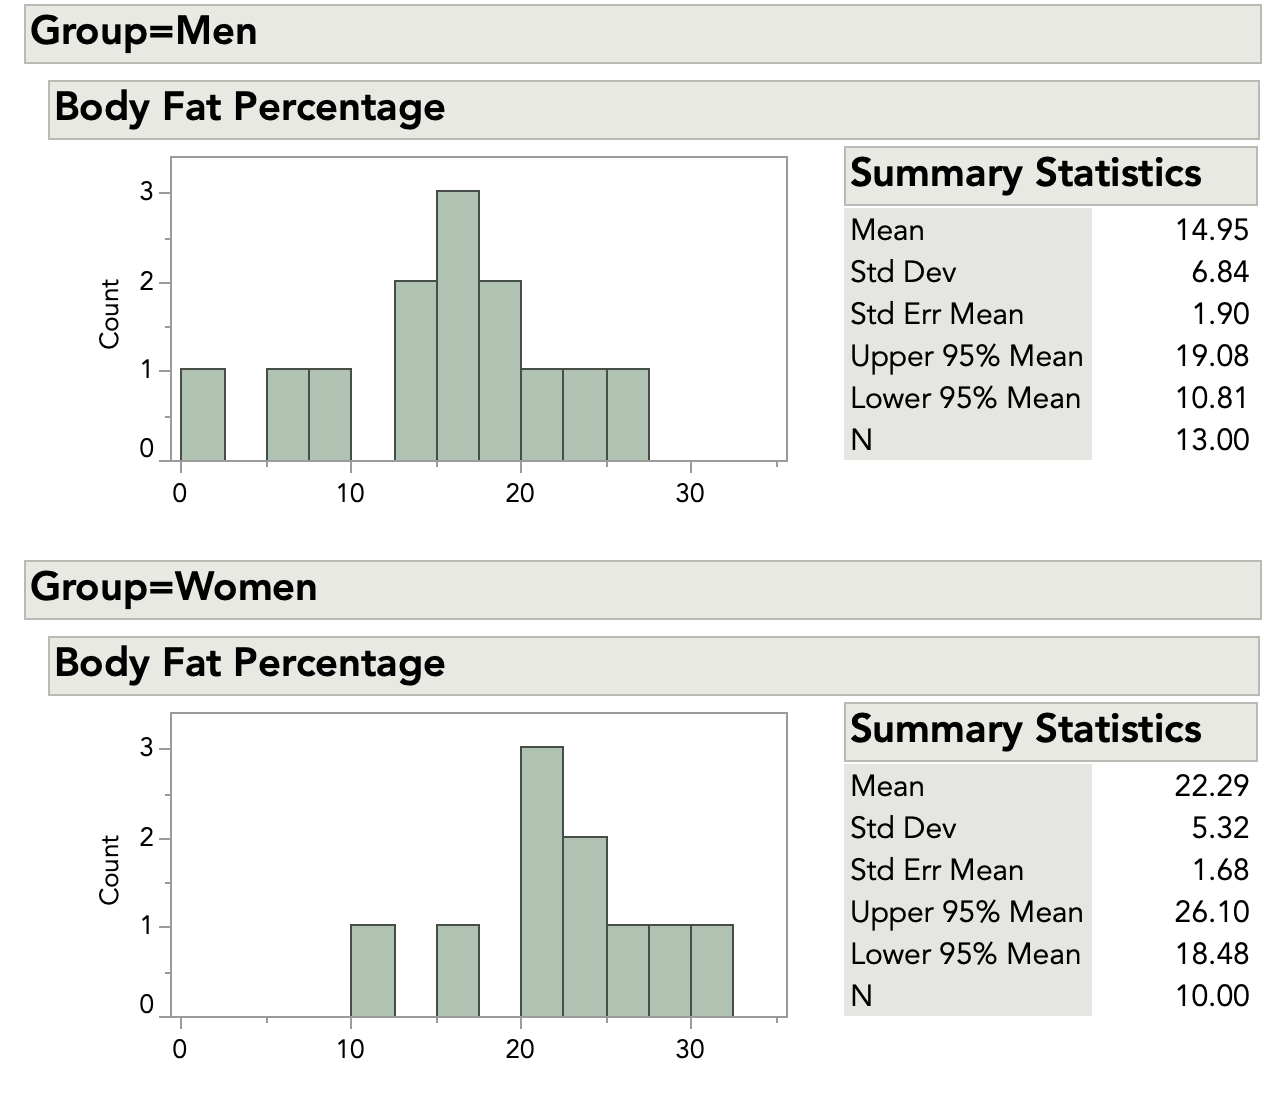 Group=Men
Body Fat Percentage
3
2
1
0
Count
0 10 20 30
Summary Statistics
Mean 14.95
Std Dev 6.84
Std Err Mean 1.90
Upper 95% Mean 19.08
Lower 95% Mean 10.81
N 13.00
Group=Women
Body Fat Percentage
3
2
1
0
Count
0 10 20 30
Summary Statistics
Mean 22.29
Std Dev 5.32
Std Err Mean 1.68
Upper 95% Mean 26.10
Lower 95% Mean 18.48
N 10.00